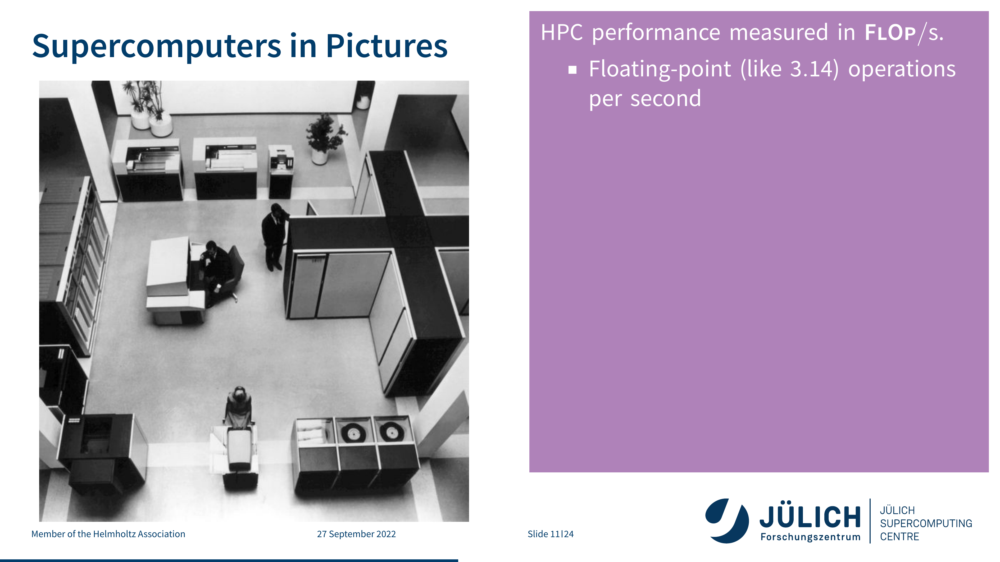 Supercomputers in Pictures
HPC performance measured in FLOP/s.
Floating-point (like 3.14) operations
per second
Member of the Helmholtz Association
27 September 2022
Slide 11|24
JÜLICH
Forschungszentrum
JÜLICH
SUPERCOMPUTING
CENTRE